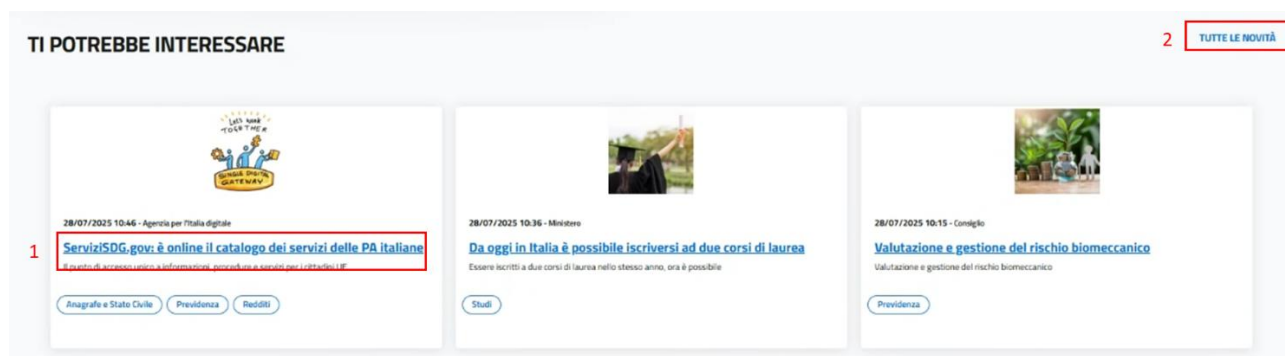 TI POTREBBE INTERESSARE
2
TUTTE LE NOVITÀ
LET'S WORK
TOGETHER
SINGLE DIGITAL
GATEWAY
28/07/2025 10:46 - Agenzia per l'Italia digitale
1
ServiziSDG.gov: è online il catalogo dei servizi delle PA italiane
Il punto di accesso unico a informazioni, procedure e servizi per i cittadini UE
Anagrafe e Stato Civile
Previdenza
Redditi
28/07/2025 10:36 - Ministero
Da oggi in Italia è possibile iscriversi ad due corsi di laurea
Essere iscritti a due corsi di laurea nello stesso anno, ora é possibile
Studi
28/07/2025 10:15 - Consiglio
Valutazione e gestione del rischio biomeccanico
Valutazione e gestione del rischio biomeccanico
Previdenza